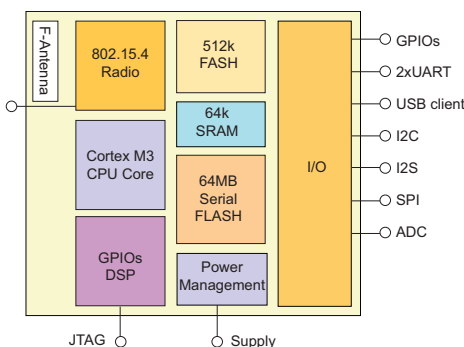 F-Antenna
802.15.4
Radio
512k
FASH
64k
SRAM
Cortex M3
CPU Core
64MB
Serial
FLASH
GPIOs
DSP
Power
Management
I/O
GPIOs
2xUART
USB client
I2C
I2S
SPI
ADC
JTAG
Supply